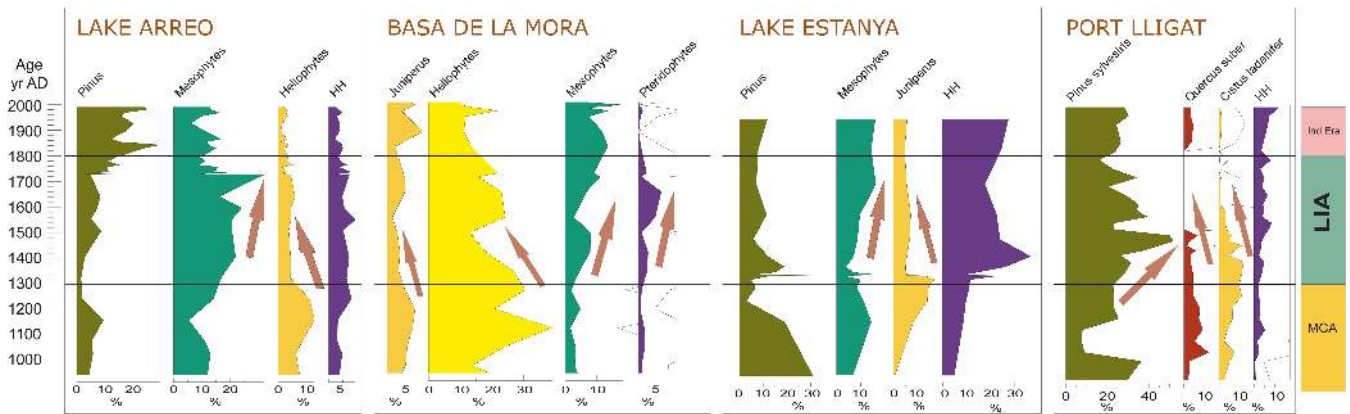 LAKE ARREO
BASA DE LA MORA
LAKE ESTANYA
PORT LLIGAT
Age
yr AD
Pinus
Mesophytes
Heliophytes
HH
Juniperus
Heliophytes
Mesophytes
Pteridophytes
Pinus
Mesophytes
Juniperus
HH
Pinus sylvestris
Quercus suber
Cistus ladanifer
HH
2000
1900
1800
1700
1600
1500
1400
1300
1200
1100
1000
Ind Era
LIA
MCA
0 10 20 0 10 20 0 10 5
5 0 10 20 30 0 10 5
0 10 20 30 0 10 0 10 0 10 20 30
0 20 40 10 10 10
% % % %
% % % %
% % % %
% % % %